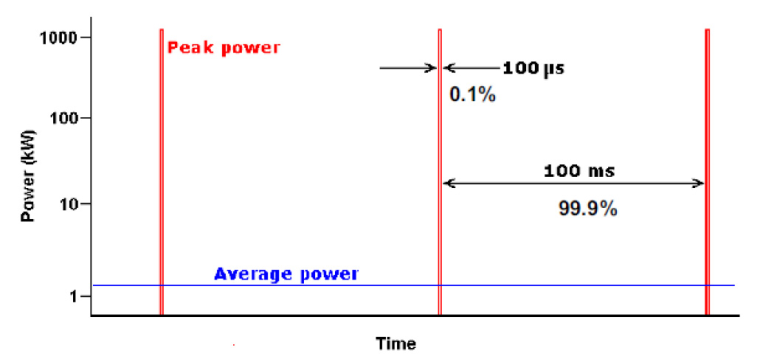 1000
Peak power
100 µs
0.1%
100
100 ms
10
99.9%
Average power
1
Power (kW)
Time